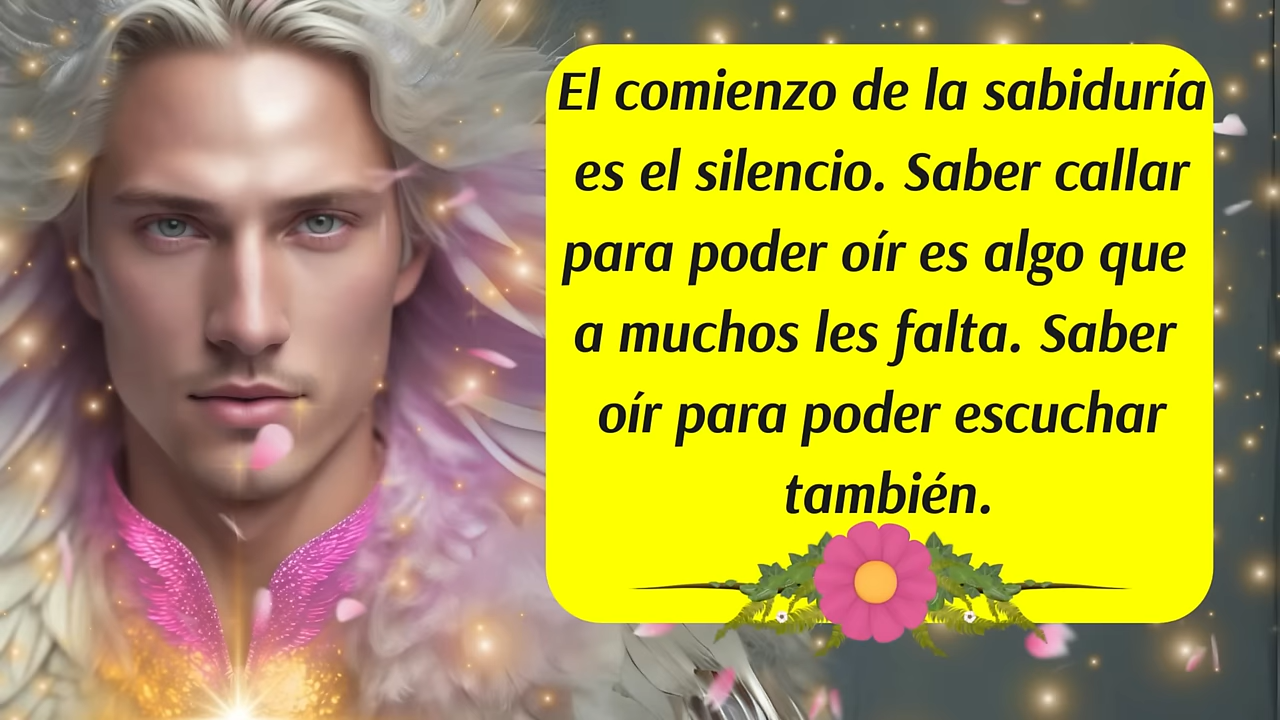 El comienzo de la sabiduría
es el silencio. Saber callar
para poder oír es algo que
a muchos les falta. Saber
oír para poder escuchar
también.